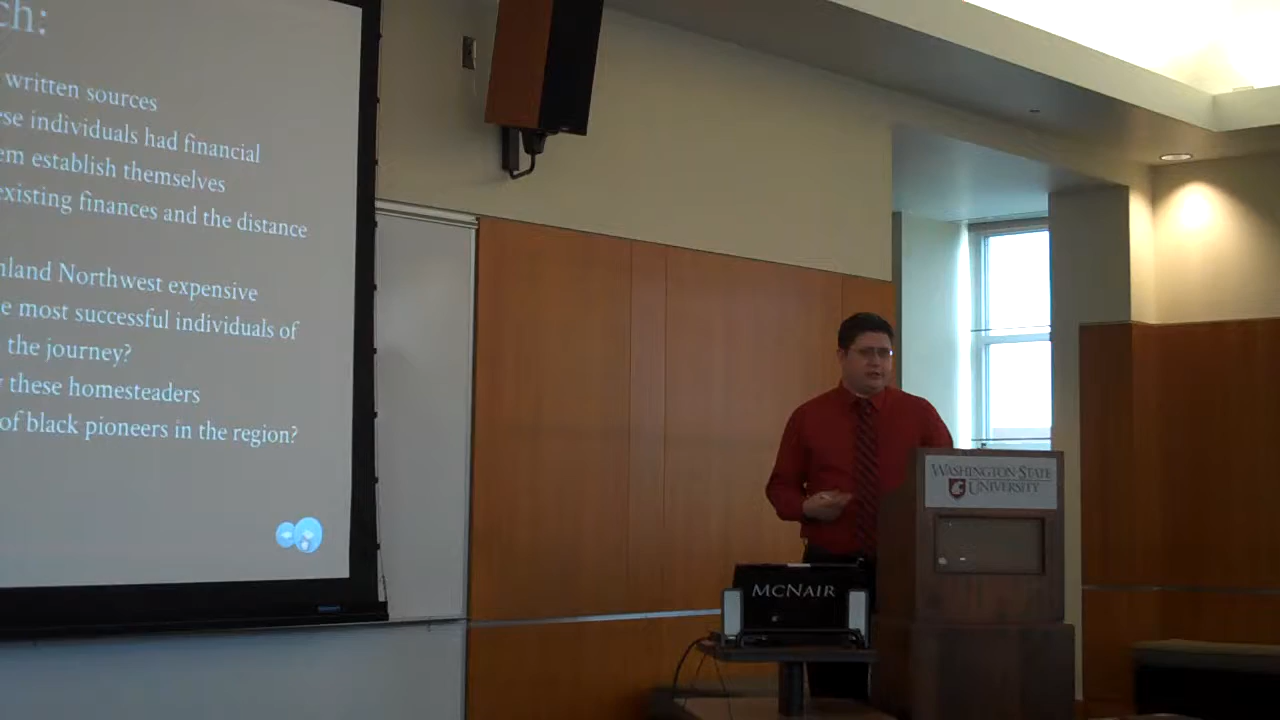 ch:
written sources
se individuals had financial
em establish themselves
existing finances and the distance
nland Northwest expensive
e most successful individuals of
the journey?
these homesteaders
of black pioneers in the region?
WASHINGTON STATE
UNIVERSITY
MCNAIR